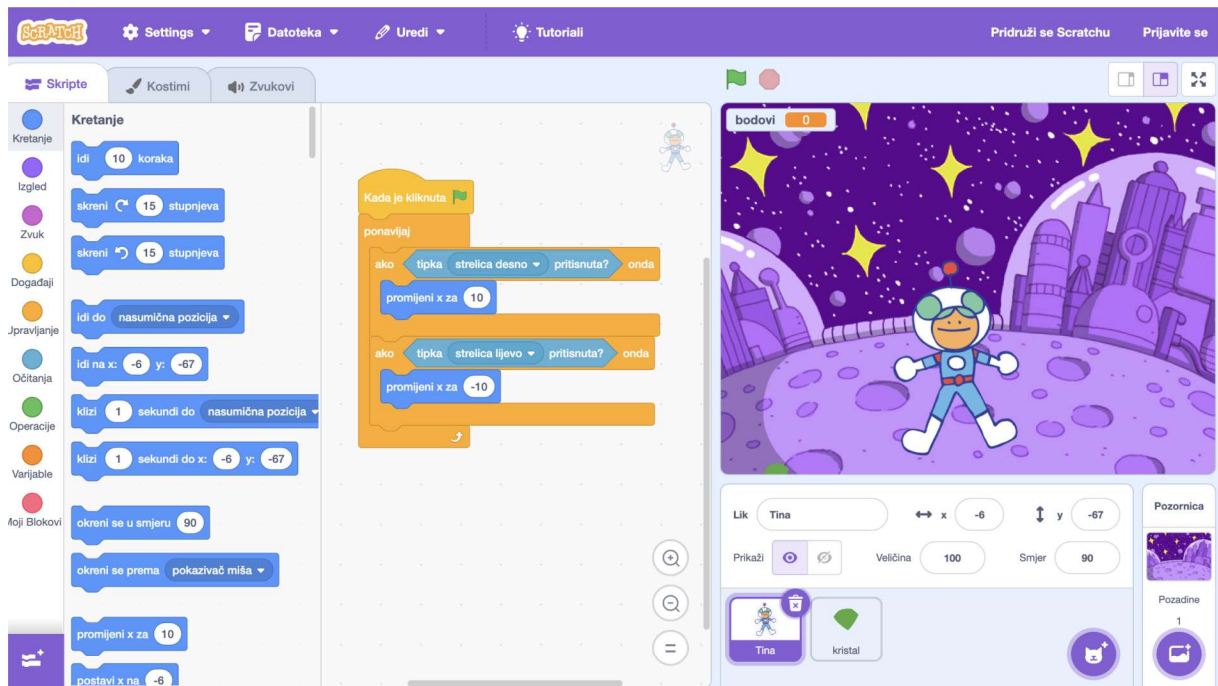 SCRATCH Settings Datoteka Uredi Tutoriali Pridruži se Scratchu Prijavite se
Skripte Kostimi Zvukovi
Kretanje
Izgled
Zvuk
Događaji
Upravljanje
Očitanja
Operacije
Varijable
Moji Blokovi
Kretanje
idi 10 koraka
skreni 15 stupnjeva
skreni 15 stupnjeva
idi do nasumična pozicija
idi na x: -6 y: -67
klizi 1 sekundi do nasumična pozicija
klizi 1 sekundi do x: -6 y: -67
okreni se u smjeru 90
okreni se prema pokazivač miša
promijeni x za 10
postavi x na -6
Kada je kliknuta
ponavljaj
ako tipka strelica desno pritisnuta? onda
promijeni x za 10
ako tipka strelica lijevo pritisnuta? onda
promijeni x za -10
bodovi 0
Lik Tina x -6 y -67
Prikaži Veličina 100 Smjer 90
Tina
kristal
Pozornica
Pozadine
1